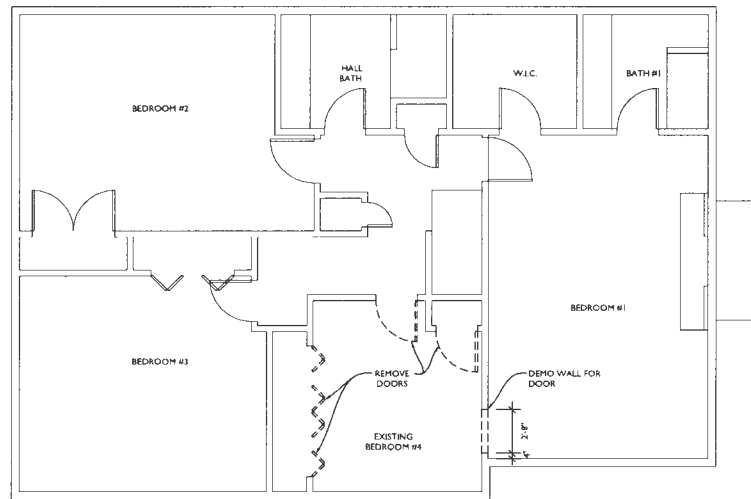 HALL
BATH
W.I.C.
BATH #1
BEDROOM #2
BEDROOM #1
BEDROOM #3
REMOVE
DOORS
DEMO WALL FOR
DOOR
EXISTING
BEDROOM #4
2'-8"
4"